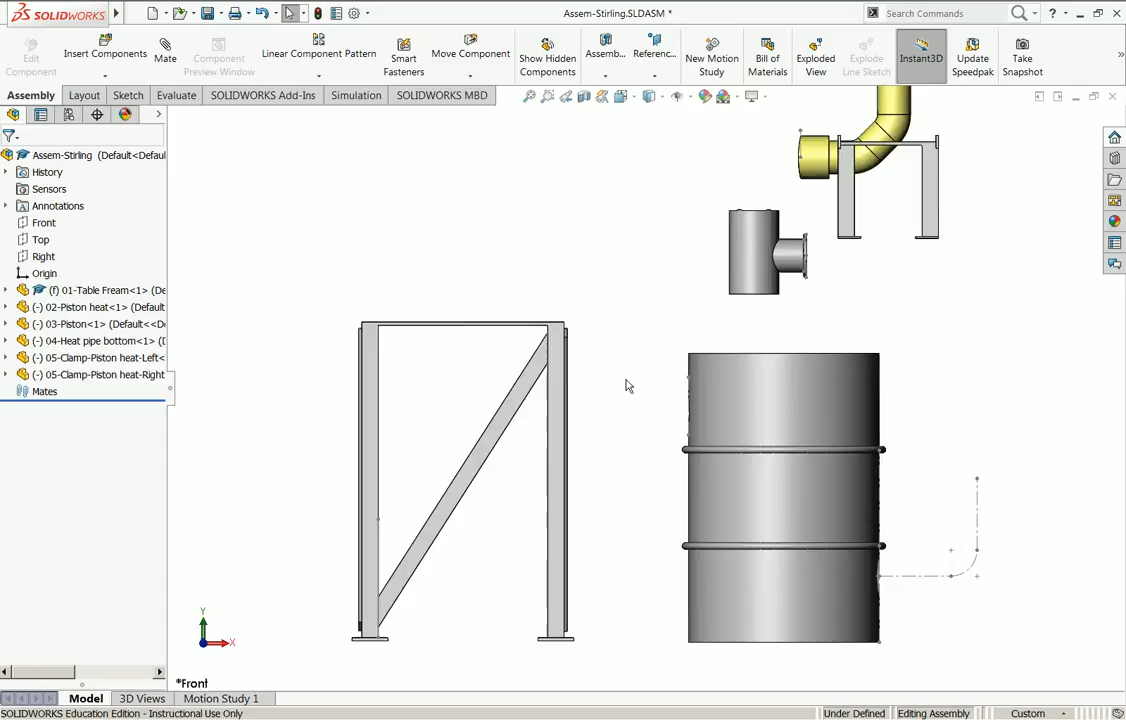 SOLIDWORKS
Assem-Stirling.SLDASM *
Search Commands
?
Edit Component
Insert Components
Mate
Component Preview Window
Linear Component Pattern
Smart Fasteners
Move Component
Show Hidden Components
Assemb...
Referenc...
New Motion Study
Bill of Materials
Exploded View
Explode Line Sketch
Instant3D
Update Speedpak
Take Snapshot
»
Assembly Layout Sketch Evaluate SOLIDWORKS Add-Ins Simulation SOLIDWORKS MBD
Assem-Stirling (Default<Defaul
History
Sensors
Annotations
Front
Top
Right
Origin
(f) 01-Table Fream<1> (De
(-) 02-Piston heat<1> (Default
(-) 03-Piston<1> (Default<<De
(-) 04-Heat pipe bottom<1> (D
(-) 05-Clamp-Piston heat-Left<
(-) 05-Clamp-Piston heat-Right
Mates
Y
X
*Front
Model 3D Views Motion Study 1
SOLIDWORKS Education Edition - Instructional Use Only
Under Defined Editing Assembly Custom